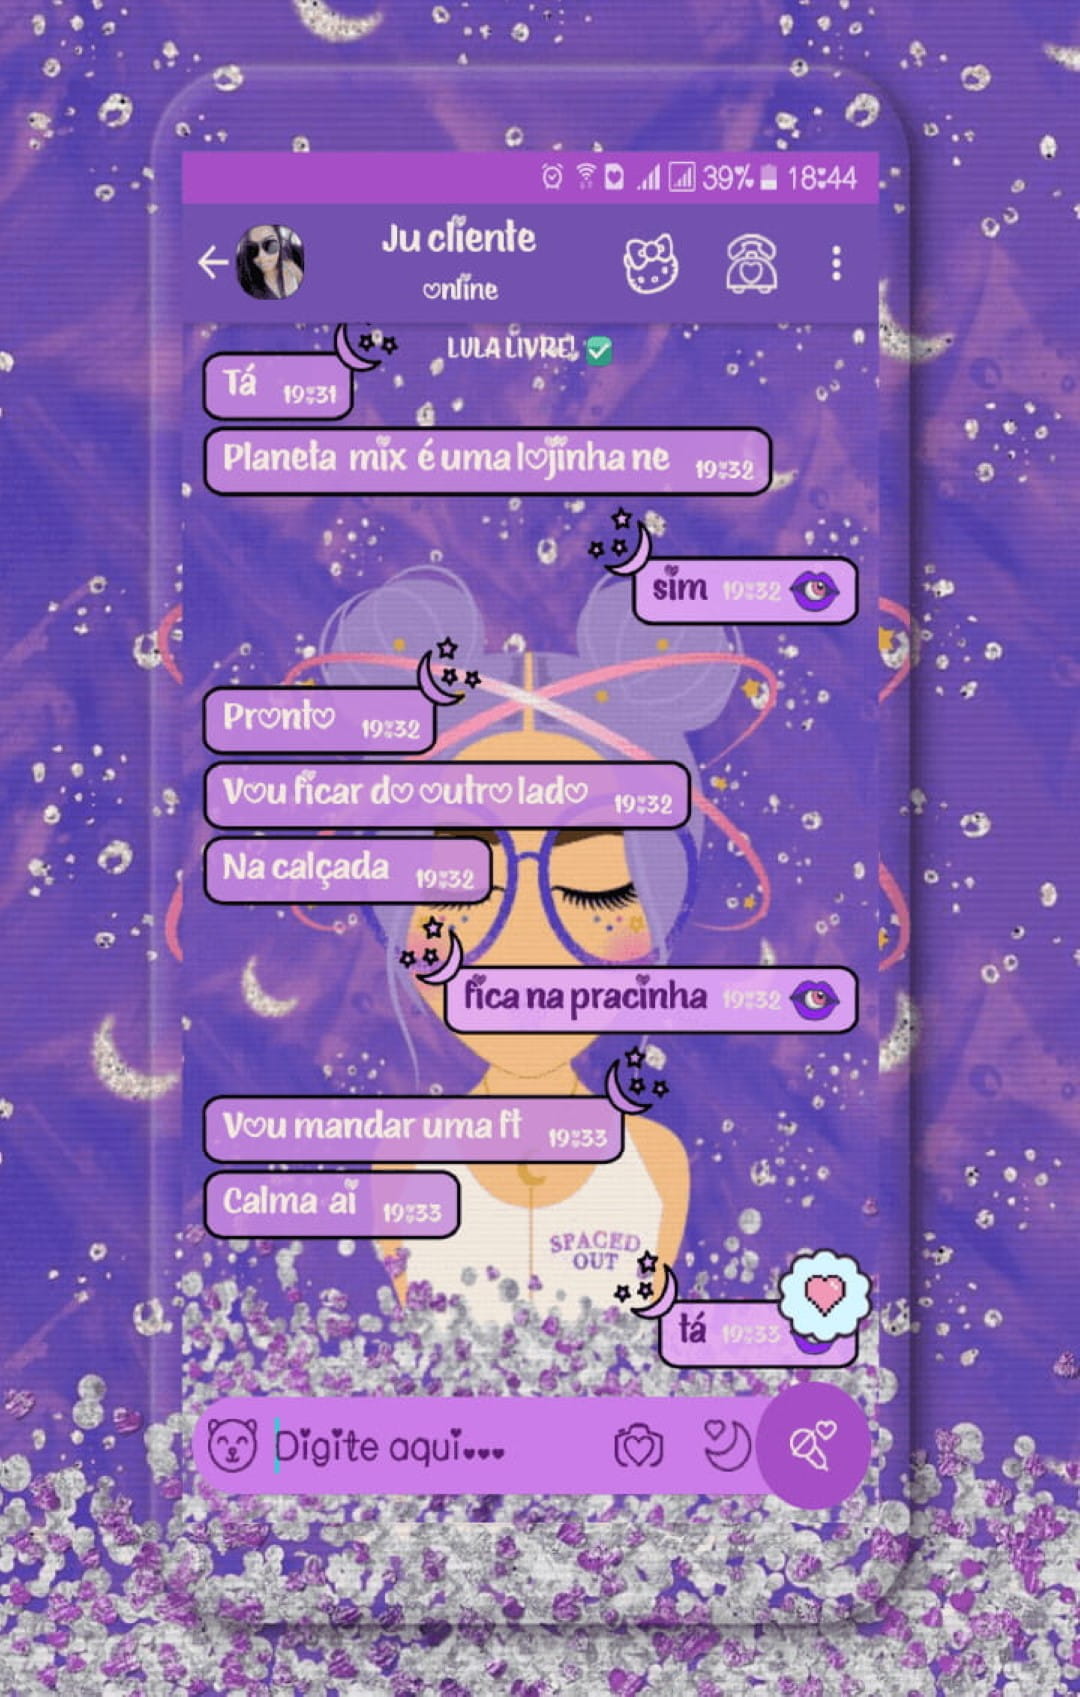 39% 18:44
Ju cliente
online
LULA LIVRE! ✅
Tá 19:31
Planeta mix é uma lojinha ne 19:32
sim 19:32
Pronto 19:32
Vou ficar do outro lado 19:32
Na calçada 19:32
fica na pracinha 19:32
Vou mandar uma ft 19:33
Calma ai 19:33
SPACED
OUT
tá 19:33
Digite aqui...